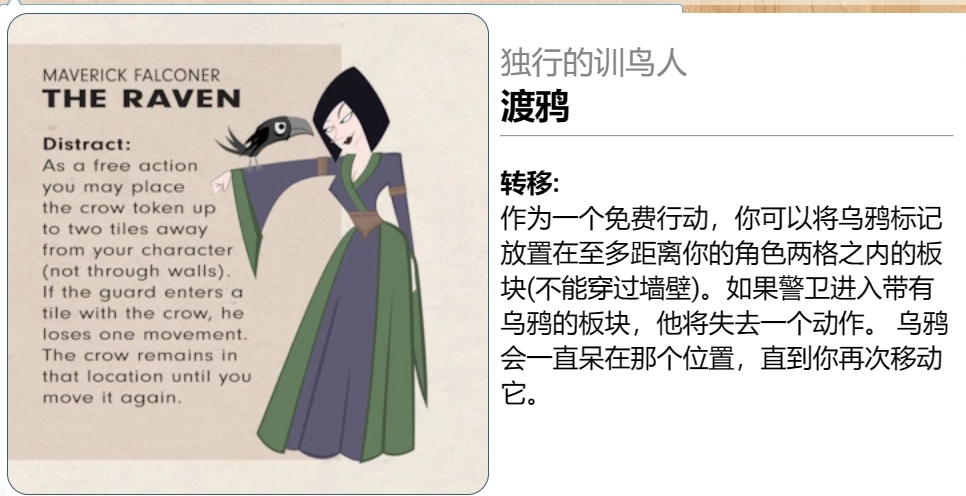 MAVERICK FALCONER
THE RAVEN
Distract:
As a free action
you may place
the crow token up
to two tiles away
from your character
(not through walls).
If the guard enters a
tile with the crow, he
loses one movement.
The crow remains in
that location until you
move it again.
独行的训鸟人
渡鸦
转移:
作为一个免费行动，你可以将乌鸦标记
放置在至多距离你的角色两格之内的板
块(不能穿过墙壁)。如果警卫进入带有
乌鸦的板块，他将失去一个动作。 乌鸦
会一直呆在那个位置，直到你再次移动
它。